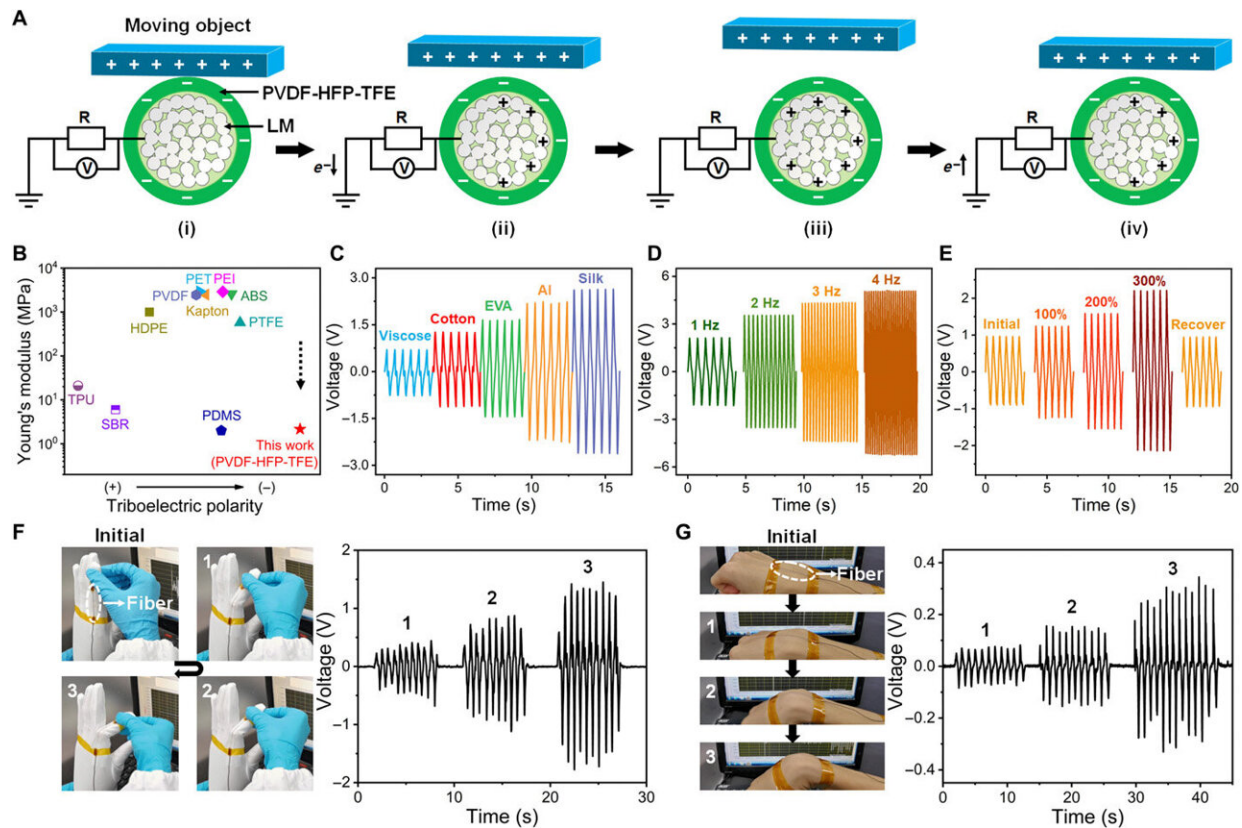 A
Moving object
+ + + + + + +
+ + + + + + +
+ + + + + + +
+ + + + + + +
PVDF-HFP-TFE
LM
R
V
R
V
R
V
R
V
e–
e–
(i)
(ii)
(iii)
(iv)
B
Young's modulus (MPa)
10⁴
10³
10²
10¹
10⁰
PET
PEI
PVDF
ABS
Kapton
HDPE
PTFE
TPU
SBR
PDMS
This work
(PVDF-HFP-TFE)
(+)
(–)
Triboelectric polarity
C
Voltage (V)
3.0
1.5
0.0
–1.5
–3.0
Viscose
Cotton
EVA
Al
Silk
0
5
10
15
Time (s)
D
Voltage (V)
6
3
0
–3
–6
1 Hz
2 Hz
3 Hz
4 Hz
0
5
10
15
20
Time (s)
E
Voltage (V)
2
1
0
–1
–2
Initial
100%
200%
300%
Recover
0
5
10
15
20
Time (s)
F
Initial
Fiber
1
3
2
Voltage (V)
2
1
0
–1
–2
1
2
3
0
10
20
30
Time (s)
G
Initial
Fiber
1
2
3
Voltage (V)
0.4
0.2
0.0
–0.2
–0.4
1
2
3
0
10
20
30
40
Time (s)